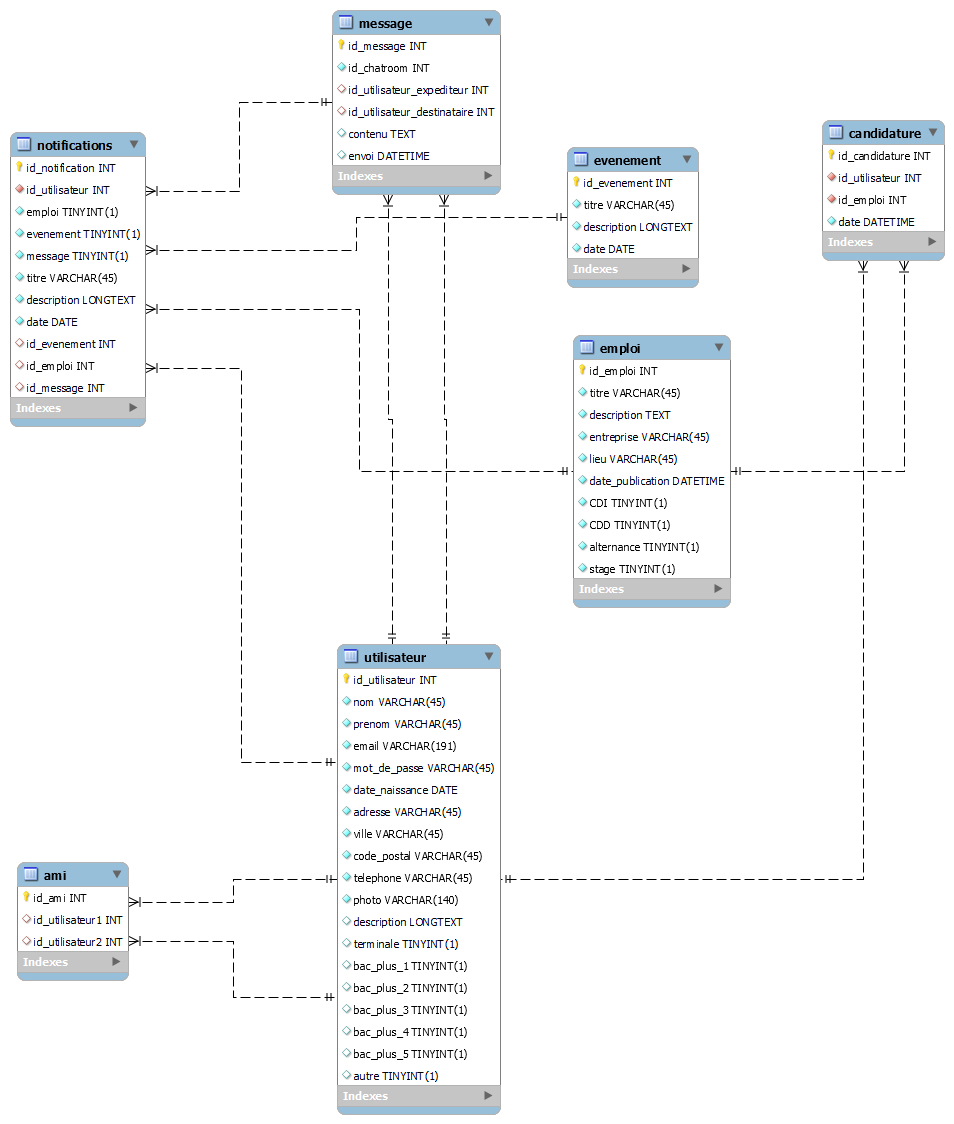 message
id_message INT
id_chatroom INT
id_utilisateur_expediteur INT
id_utilisateur_destinataire INT
contenu TEXT
envoi DATETIME
Indexes
notifications
id_notification INT
id_utilisateur INT
emploi TINYINT(1)
evenement TINYINT(1)
message TINYINT(1)
titre VARCHAR(45)
description LONGTEXT
date DATE
id_evenement INT
id_emploi INT
id_message INT
Indexes
evenement
id_evenement INT
titre VARCHAR(45)
description LONGTEXT
date DATE
Indexes
candidature
id_candidature INT
id_utilisateur INT
id_emploi INT
date DATETIME
Indexes
emploi
id_emploi INT
titre VARCHAR(45)
description TEXT
entreprise VARCHAR(45)
lieu VARCHAR(45)
date_publication DATETIME
CDI TINYINT(1)
CDD TINYINT(1)
alternance TINYINT(1)
stage TINYINT(1)
Indexes
utilisateur
id_utilisateur INT
nom VARCHAR(45)
prenom VARCHAR(45)
email VARCHAR(191)
mot_de_passe VARCHAR(45)
date_naissance DATE
adresse VARCHAR(45)
ville VARCHAR(45)
code_postal VARCHAR(45)
telephone VARCHAR(45)
photo VARCHAR(140)
description LONGTEXT
terminale TINYINT(1)
bac_plus_1 TINYINT(1)
bac_plus_2 TINYINT(1)
bac_plus_3 TINYINT(1)
bac_plus_4 TINYINT(1)
bac_plus_5 TINYINT(1)
autre TINYINT(1)
Indexes
ami
id_ami INT
id_utilisateur1 INT
id_utilisateur2 INT
Indexes